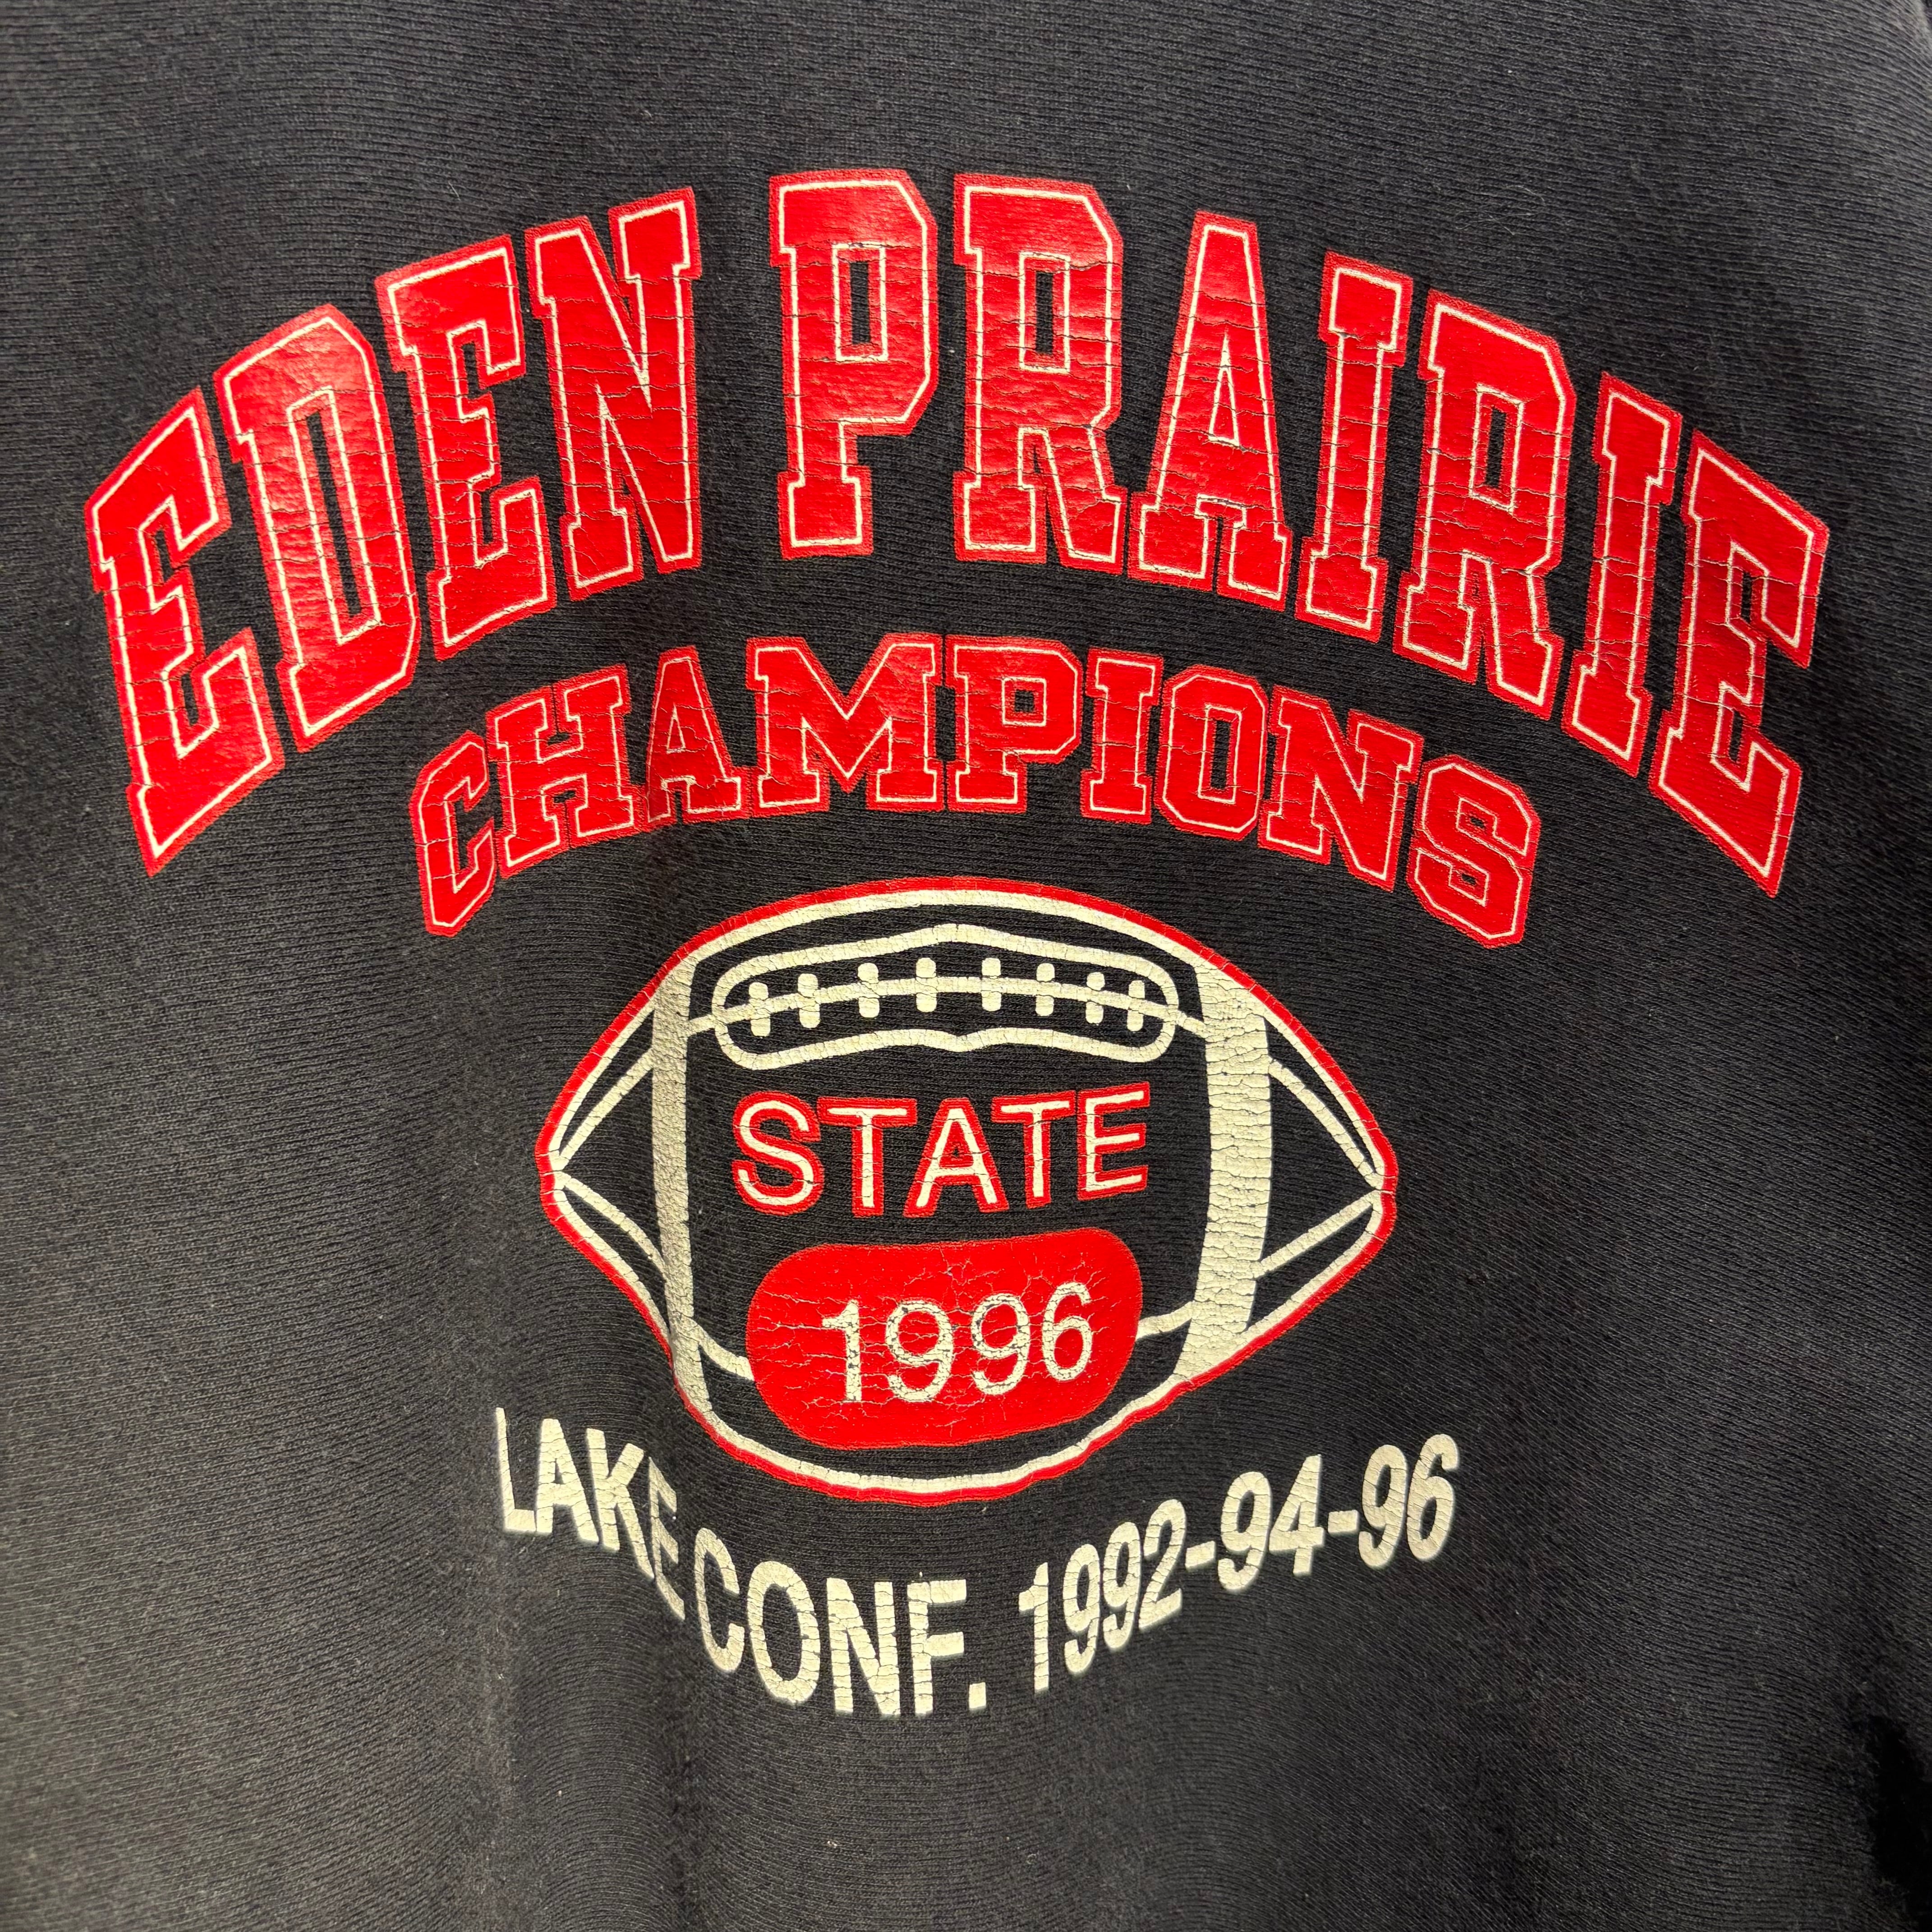 EDEN PRAIRIE
CHAMPIONS
STATE
1996
LAKE CONF. 1992-94-96